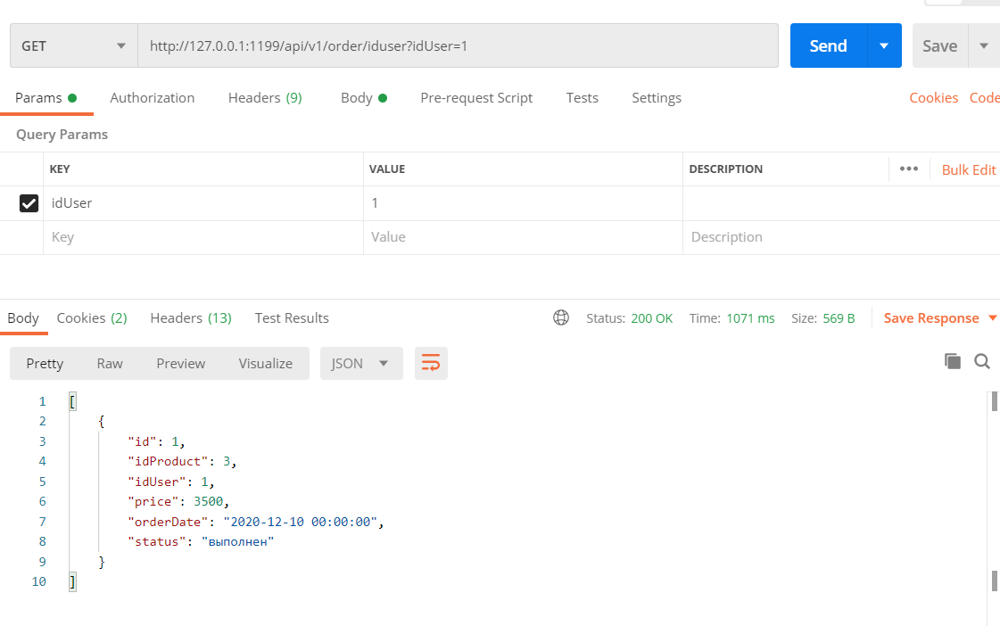 GET http://127.0.0.1:1199/api/v1/order/iduser?idUser=1 Send Save
Params Authorization Headers (9) Body Pre-request Script Tests Settings Cookies Code
Query Params
KEY VALUE DESCRIPTION ••• Bulk Edit
idUser 1
Key Value Description
Body Cookies (2) Headers (13) Test Results Status: 200 OK Time: 1071 ms Size: 569 B Save Response
Pretty Raw Preview Visualize JSON
1 [
2 {
3 "id": 1,
4 "idProduct": 3,
5 "idUser": 1,
6 "price": 3500,
7 "orderDate": "2020-12-10 00:00:00",
8 "status": "выполнен"
9 }
10 ]